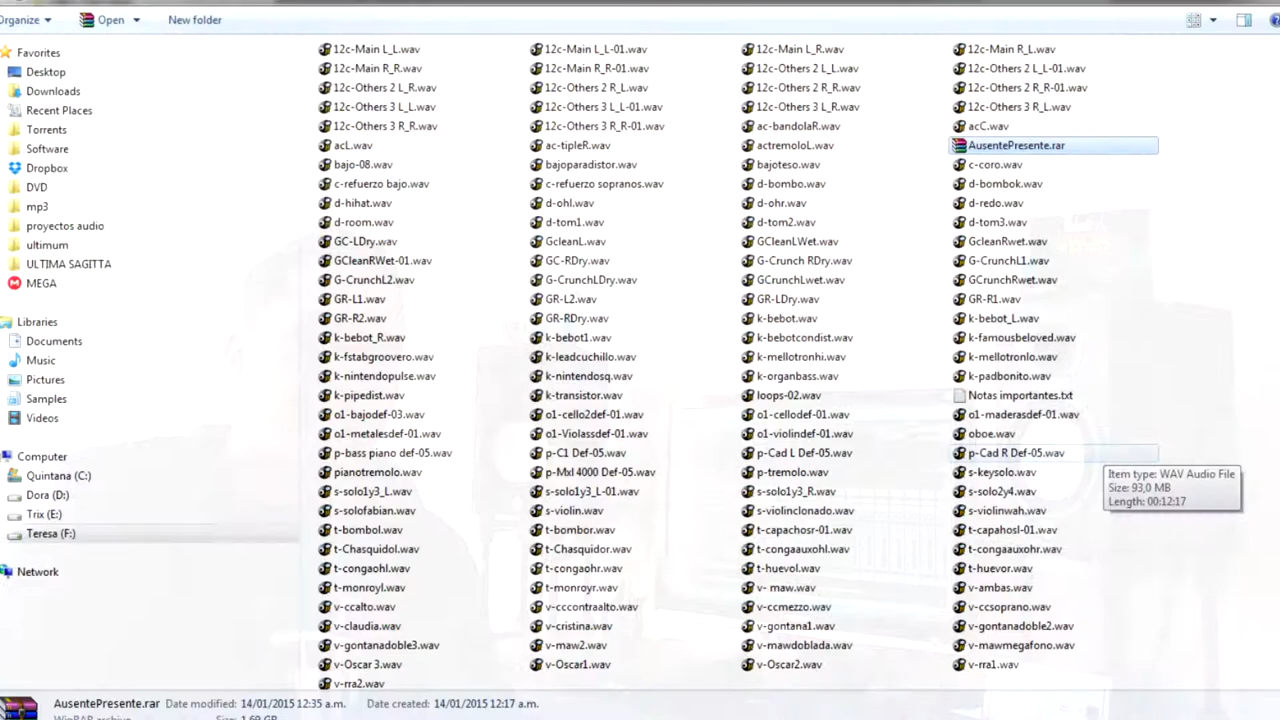 Organize Open New folder
Favorites
Desktop
Downloads
Recent Places
Torrents
Software
Dropbox
DVD
mp3
proyectos audio
ultimum
ULTIMA SAGITTA
MEGA
Libraries
Documents
Music
Pictures
Samples
Videos
Computer
Quintana (C:)
Dora (D:)
Trix (E:)
Teresa (F:)
Network
12c-Main L_L.wav 12c-Main L_L-01.wav 12c-Main L_R.wav 12c-Main R_L.wav
12c-Main R_R.wav 12c-Main R_R-01.wav 12c-Others 2 L_L.wav 12c-Others 2 L_L-01.wav
12c-Others 2 L_R.wav 12c-Others 2 R_L.wav 12c-Others 2 R_R.wav 12c-Others 2 R_R-01.wav
12c-Others 3 L_L.wav 12c-Others 3 L_L-01.wav 12c-Others 3 L_R.wav 12c-Others 3 R_L.wav
12c-Others 3 R_R.wav 12c-Others 3 R_R-01.wav ac-bandolaR.wav acC.wav
acL.wav ac-tipleR.wav actremoloL.wav AusentePresente.rar
bajo-08.wav bajoparadistor.wav bajoteso.wav c-coro.wav
c-refuerzo bajo.wav c-refuerzo sopranos.wav d-bombo.wav d-bombok.wav
d-hihat.wav d-ohl.wav d-ohr.wav d-redo.wav
d-room.wav d-tom1.wav d-tom2.wav d-tom3.wav
GC-LDry.wav GcleanL.wav GCleanLWet.wav GcleanRwet.wav
GCleanRWet-01.wav GC-RDry.wav G-Crunch RDry.wav G-CrunchL1.wav
G-CrunchL2.wav G-CrunchLDry.wav GCrunchLwet.wav GCrunchRwet.wav
GR-L1.wav GR-L2.wav GR-LDry.wav GR-R1.wav
GR-R2.wav GR-RDry.wav k-bebot.wav k-bebot_L.wav
k-bebot_R.wav k-bebot1.wav k-bebotcondist.wav k-famousbeloved.wav
k-fstabgroovero.wav k-leadcuchillo.wav k-mellotronhi.wav k-mellotronlo.wav
k-nintendopulse.wav k-nintendosq.wav k-organbass.wav k-padbonito.wav
k-pipedist.wav k-transistor.wav loops-02.wav Notas importantes.txt
o1-bajodef-03.wav o1-cello2def-01.wav o1-cellodef-01.wav o1-maderasdef-01.wav
o1-metalesdef-01.wav o1-Violassdef-01.wav o1-violindef-01.wav oboe.wav
p-bass piano def-05.wav p-C1 Def-05.wav p-Cad L Def-05.wav p-Cad R Def-05.wav
pianotremolo.wav p-Mxl 4000 Def-05.wav p-tremolo.wav s-keysolo.wav
s-solo1y3_L.wav s-solo1y3_L-01.wav s-solo1y3_R.wav s-solo2y4.wav
s-solofabian.wav s-violin.wav s-violinclonado.wav s-violinwah.wav
t-bombol.wav t-bombor.wav t-capachosr-01.wav t-capahosl-01.wav
t-Chasquidol.wav t-Chasquidor.wav t-congaauxohl.wav t-congaauxohr.wav
t-congaohl.wav t-congaohr.wav t-huevol.wav t-huevor.wav
t-monroyl.wav t-monroyr.wav v- maw.wav v-ambas.wav
v-ccalto.wav v-cccontraalto.wav v-ccmezzo.wav v-ccsoprano.wav
v-claudia.wav v-cristina.wav v-gontana1.wav v-gontanadoble2.wav
v-gontanadoble3.wav v-maw2.wav v-mawdoblada.wav v-mawmegafono.wav
v-Oscar 3.wav v-Oscar1.wav v-Oscar2.wav v-rra1.wav
v-rra2.wav
Item type: WAV Audio File
Size: 93,0 MB
Length: 00:12:17
AusentePresente.rar Date modified: 14/01/2015 12:35 a.m. Date created: 14/01/2015 12:17 a.m.
WinRAR archive Size: 1,69 GB